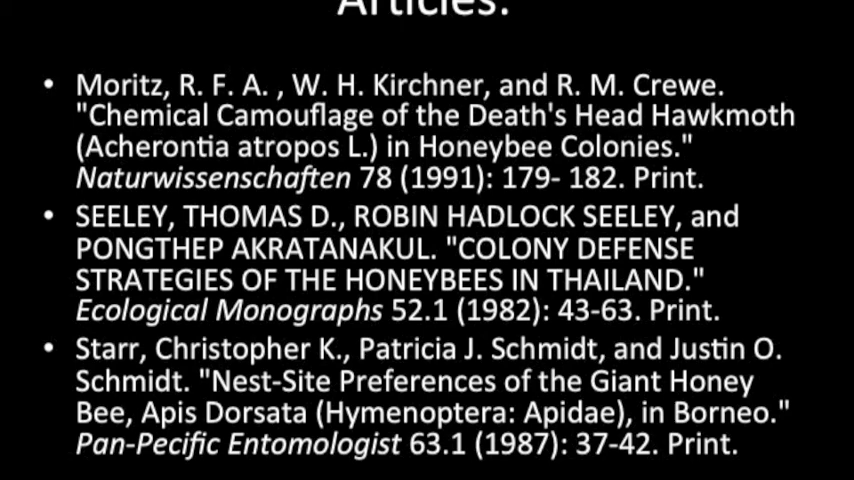 Articles:
• Moritz, R. F. A. , W. H. Kirchner, and R. M. Crewe.
"Chemical Camouflage of the Death's Head Hawkmoth
(Acherontia atropos L.) in Honeybee Colonies."
Naturwissenschaften 78 (1991): 179- 182. Print.
• SEELEY, THOMAS D., ROBIN HADLOCK SEELEY, and
PONGTHEP AKRATANAKUL. "COLONY DEFENSE
STRATEGIES OF THE HONEYBEES IN THAILAND."
Ecological Monographs 52.1 (1982): 43-63. Print.
• Starr, Christopher K., Patricia J. Schmidt, and Justin O.
Schmidt. "Nest-Site Preferences of the Giant Honey
Bee, Apis Dorsata (Hymenoptera: Apidae), in Borneo."
Pan-Pecific Entomologist 63.1 (1987): 37-42. Print.